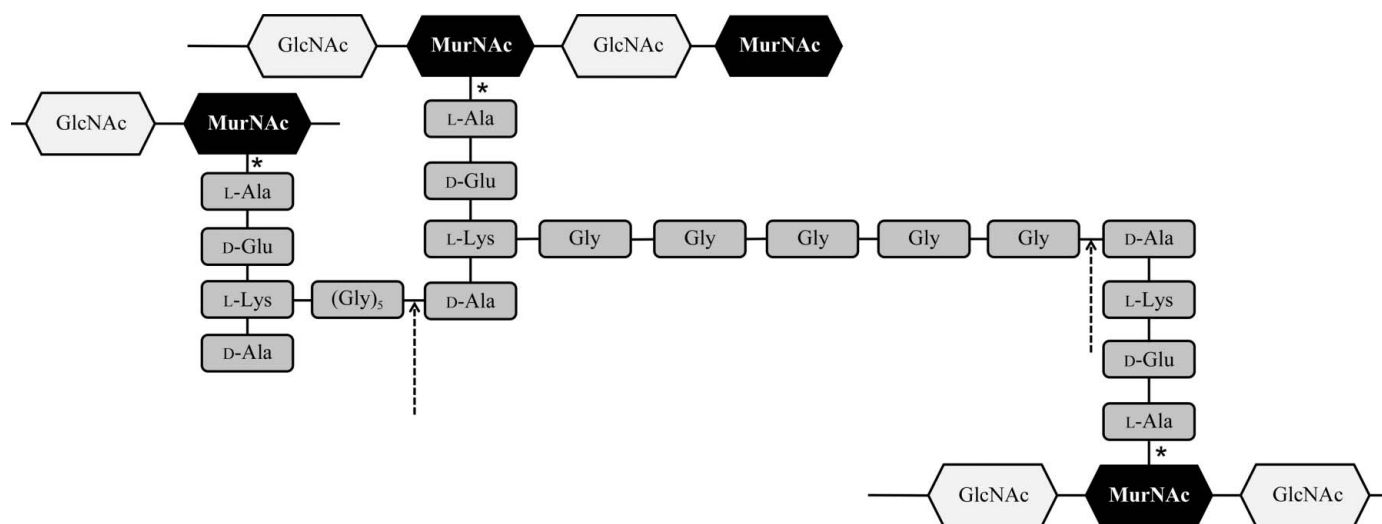 GlcNAc MurNAc GlcNAc MurNAc
*
GlcNAc MurNAc
L-Ala
*
L-Ala
D-Glu
D-Glu
L-Lys Gly Gly Gly Gly Gly D-Ala
L-Lys (Gly)₅ D-Ala
L-Lys
D-Ala
D-Glu
L-Ala
*
GlcNAc MurNAc GlcNAc